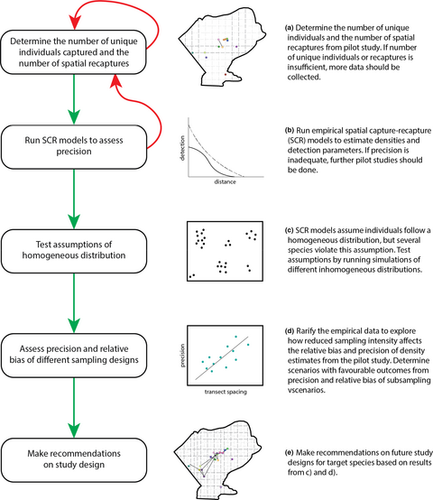 Determine the number of unique
individuals captured and the
number of spatial recaptures
(a) Determine the number of unique
individuals and the number of spatial
recaptures from pilot study. If number
of unique individuals or recaptures is
insufficient, more data should be
collected.
Run SCR models to assess
precision
detection
distance
(b) Run empirical spatial capture-recapture
(SCR) models to estimate densities and
detection parameters. If precision is
inadequate, further pilot studies should
be done.
Test assumptions of
homogeneous distribution
(c) SCR models assume individuals follow a
homogeneous distribution, but several
species violate this assumption. Test
assumptions by running simulations of
different inhomogeneous distributions.
Assess precision and relative
bias of different sampling designs
precision
transect spacing
(d) Rarify the empirical data to explore
how reduced sampling intensity affects
the relative bias and precision of density
estimates from the pilot study. Determine
scenarios with favourable outcomes from
precision and relative bias of subsampling
vscenarios.
Make recommendations
on study design
(e) Make recommendations on future study
designs for target species based on results
from c) and d).